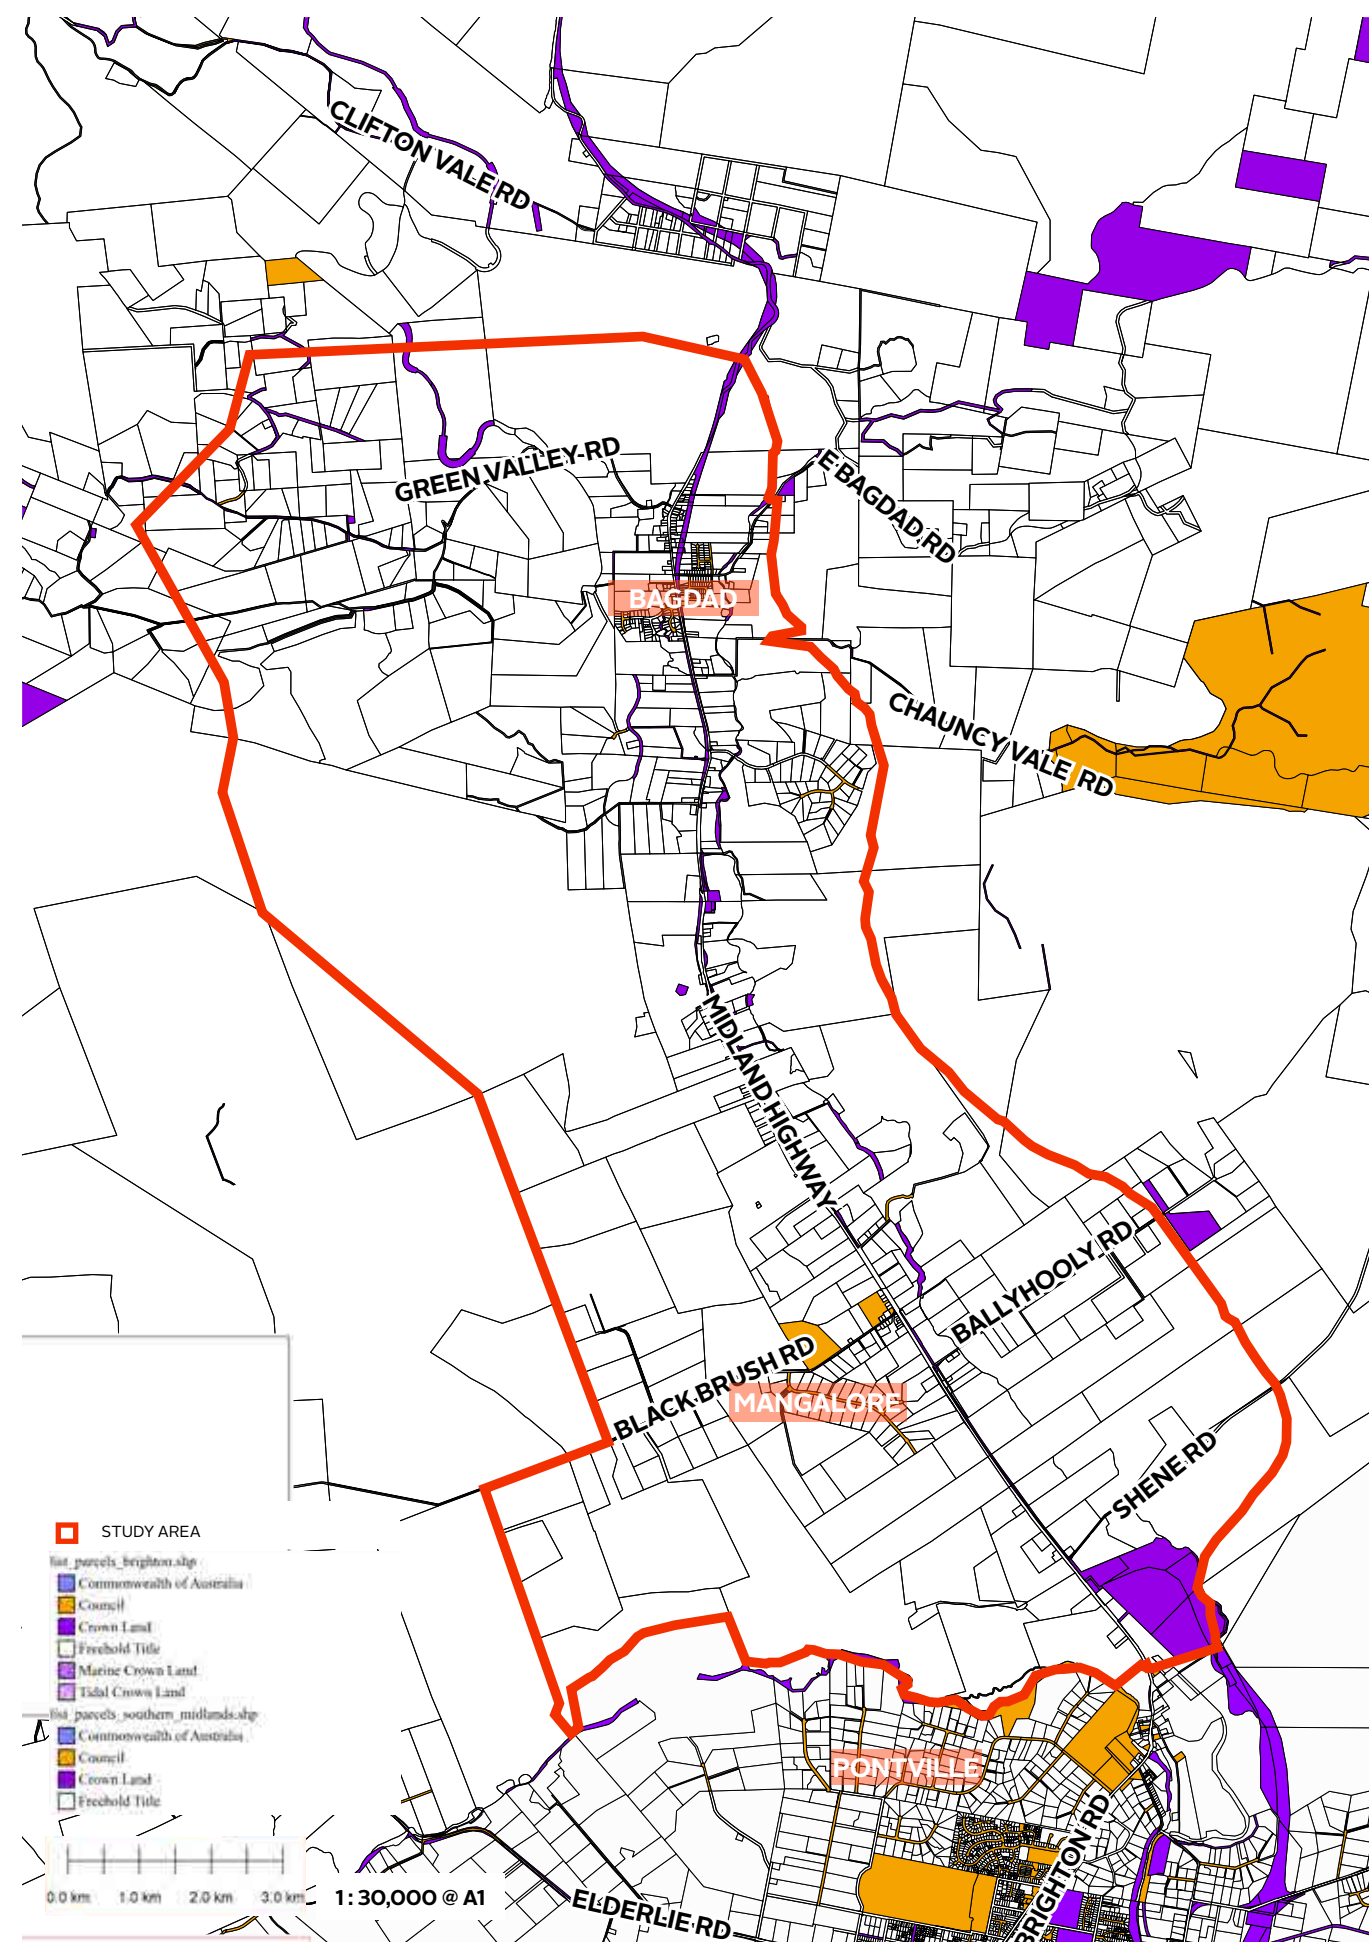 CLIFTON VALE RD
GREEN VALLEY RD
E BAGDAD RD
BAGDAD
CHAUNCY VALE RD
MIDLAND HIGHWAY
BALLYHOOLY RD
BLACK BRUSH RD
MANGALORE
SHENE RD
STUDY AREA
list_parcels_brighton.shp
Commonwealth of Australia
Council
Crown Land
Freehold Title
Marine Crown Land
Tidal Crown Land
list_parcels_southern_midlands.shp
Commonwealth of Australia
Council
Crown Land
Freehold Title
PONTVILLE
BRIGHTON RD
0.0 km 1.0 km 2.0 km 3.0 km
1 : 30,000 @ A1
ELDERLIE RD